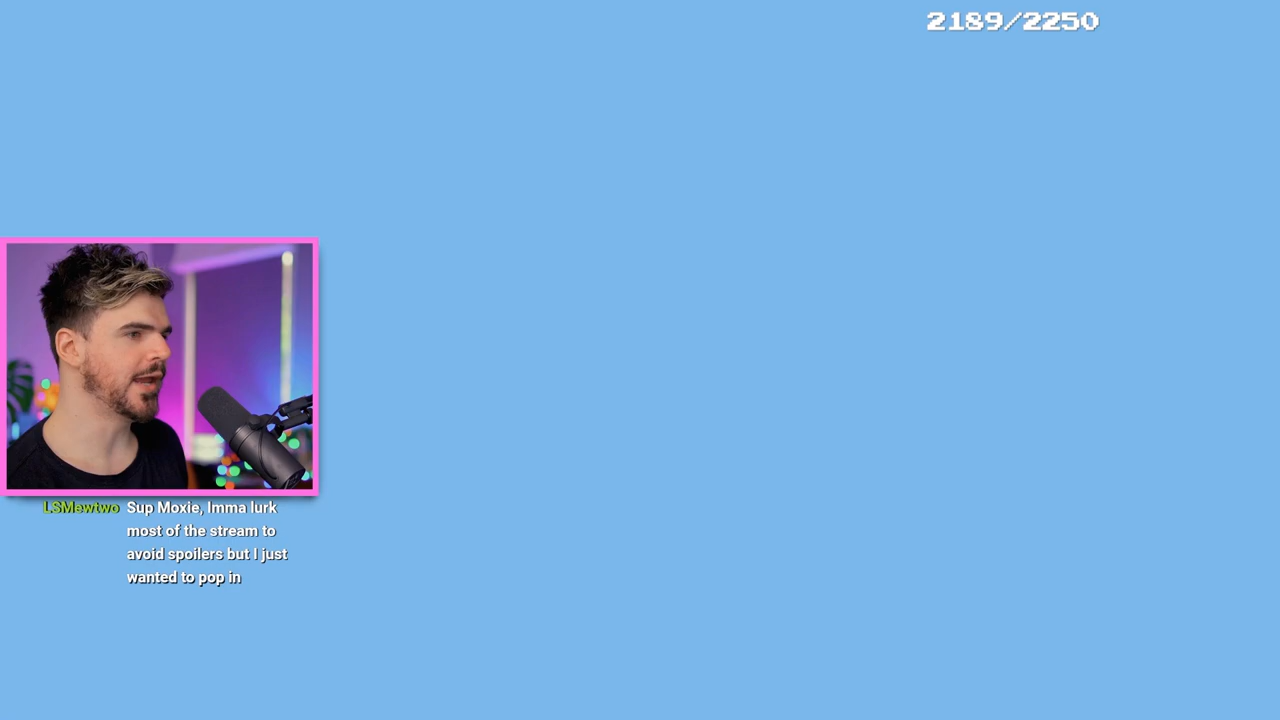 2189/2250
LSMewtwo Sup Moxie, Imma lurk
most of the stream to
avoid spoilers but I just
wanted to pop in